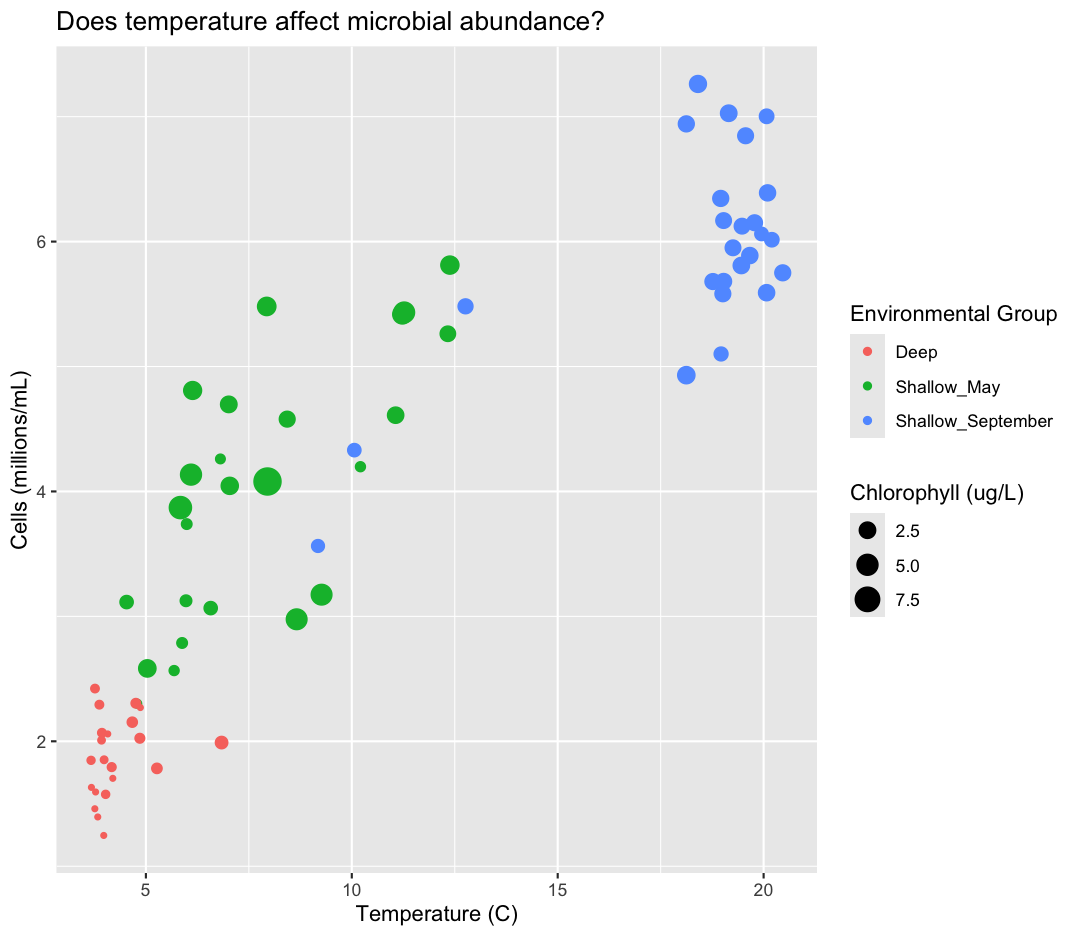 Does temperature affect microbial abundance?
Cells (millions/mL)
6
4
2
5
10
15
20
Temperature (C)
Environmental Group
Deep
Shallow_May
Shallow_September
Chlorophyll (ug/L)
2.5
5.0
7.5